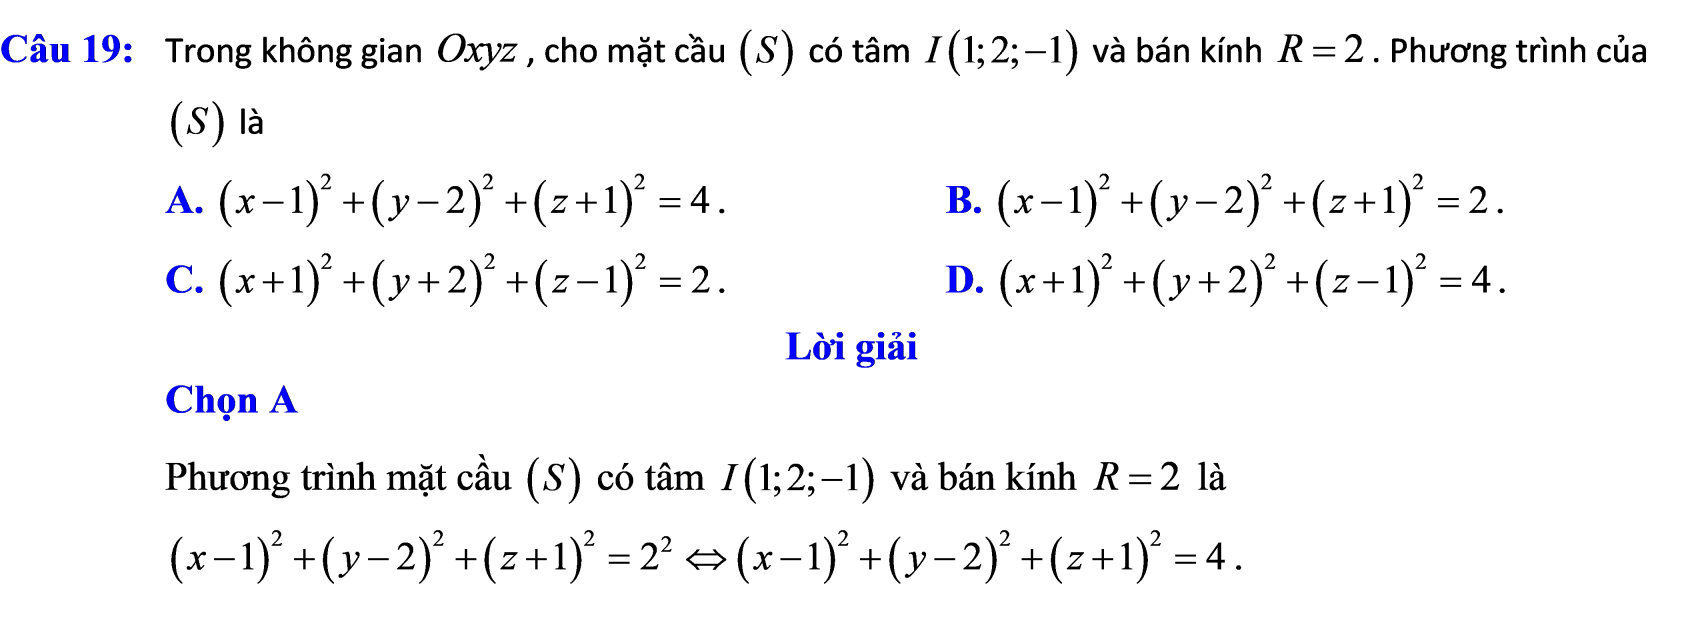 Câu 19: Trong không gian Oxyz, cho mặt cầu (S) có tâm I(1;2;−1) và bán kính R = 2. Phương trình của
(S) là
A. (x−1)² + (y−2)² + (z+1)² = 4. B. (x−1)² + (y−2)² + (z+1)² = 2.
C. (x+1)² + (y+2)² + (z−1)² = 2. D. (x+1)² + (y+2)² + (z−1)² = 4.
Lời giải
Chọn A
Phương trình mặt cầu (S) có tâm I(1;2;−1) và bán kính R = 2 là
(x−1)² + (y−2)² + (z+1)² = 2² ⇔ (x−1)² + (y−2)² + (z+1)² = 4.